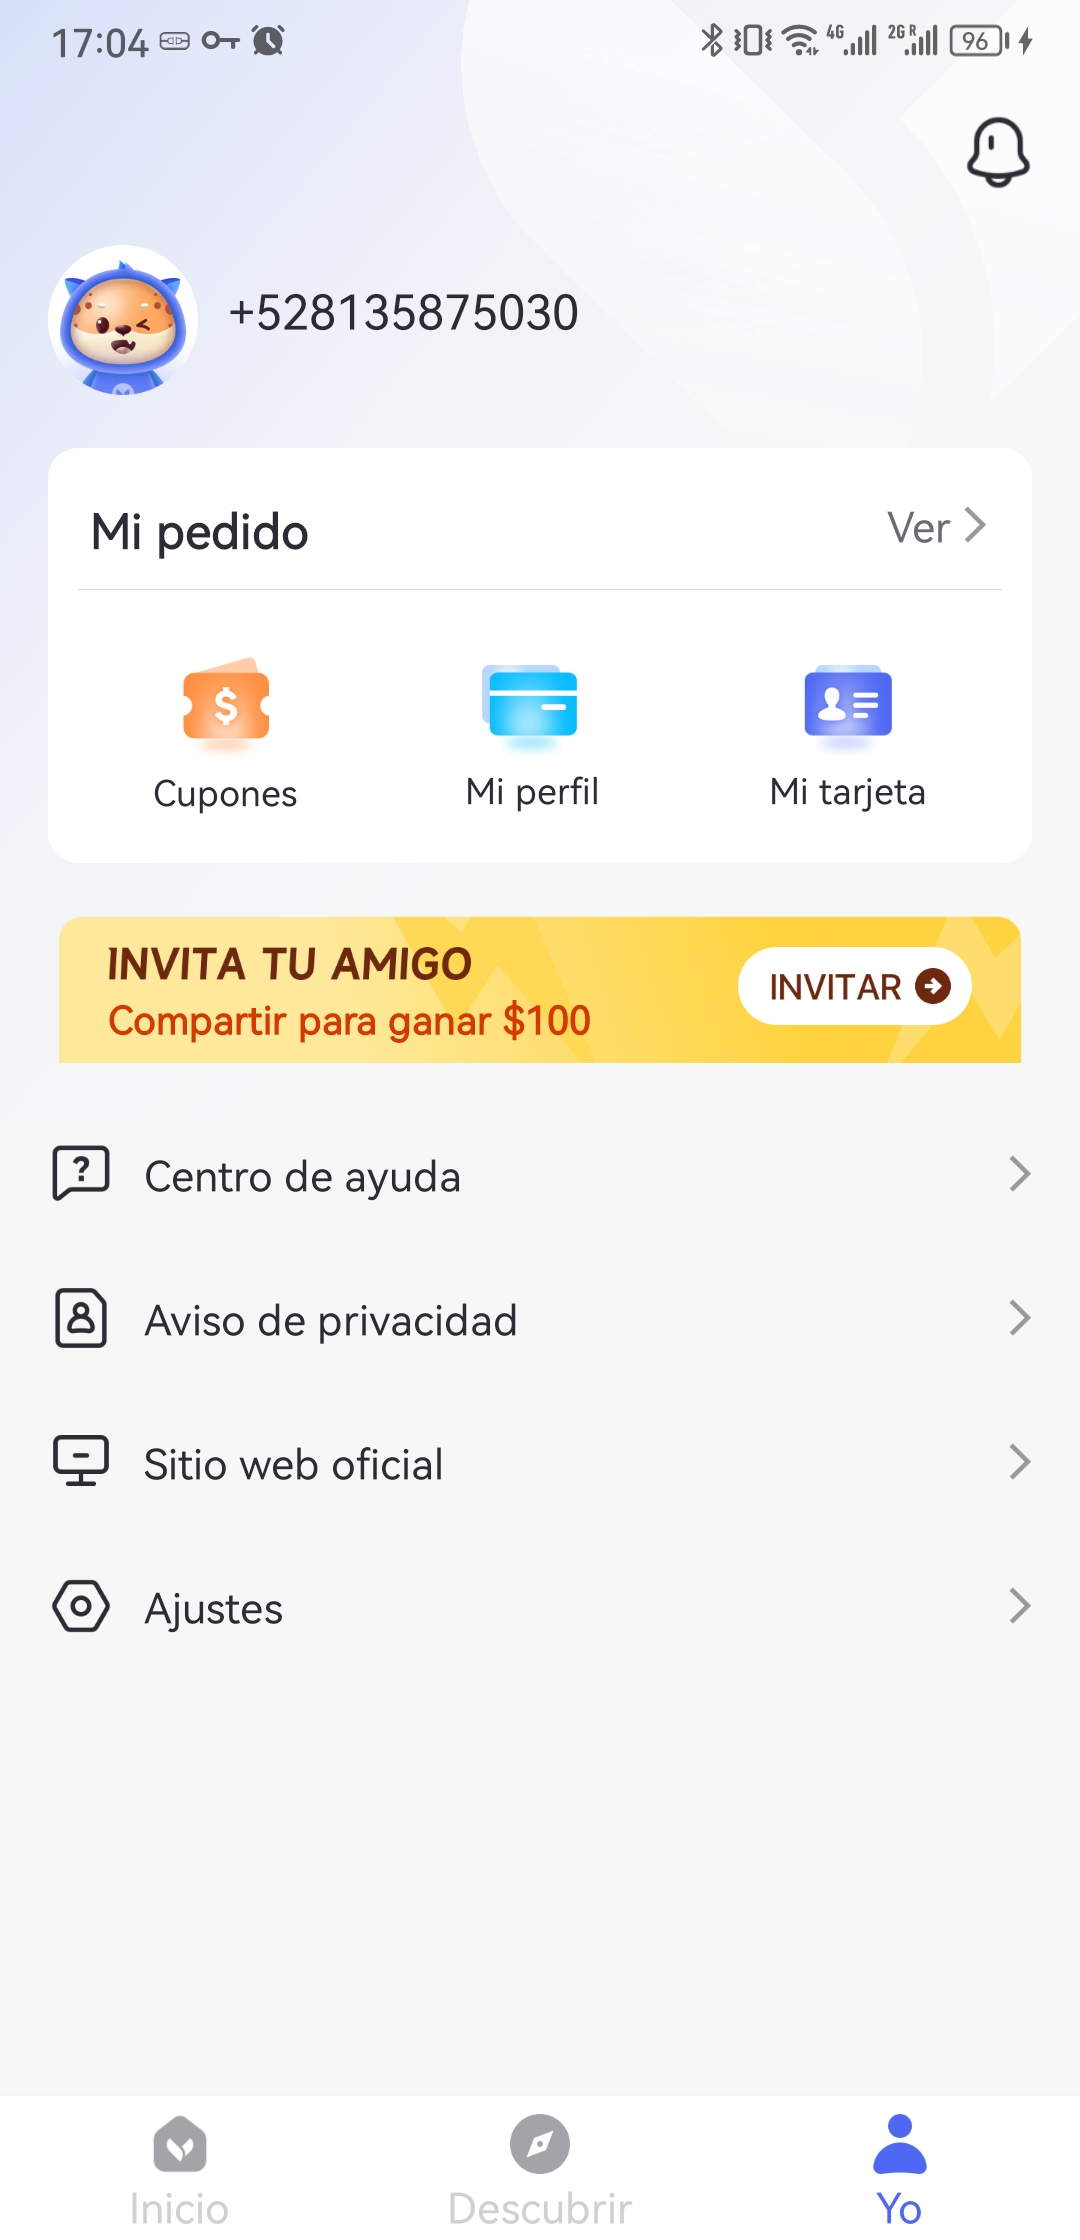 17:04
4G
2G R
96
+528135875030
Mi pedido
Ver
$
Cupones
Mi perfil
Mi tarjeta
INVITA TU AMIGO
Compartir para ganar $100
INVITAR
?
Centro de ayuda
Aviso de privacidad
Sitio web oficial
Ajustes
Inicio
Descubrir
Yo